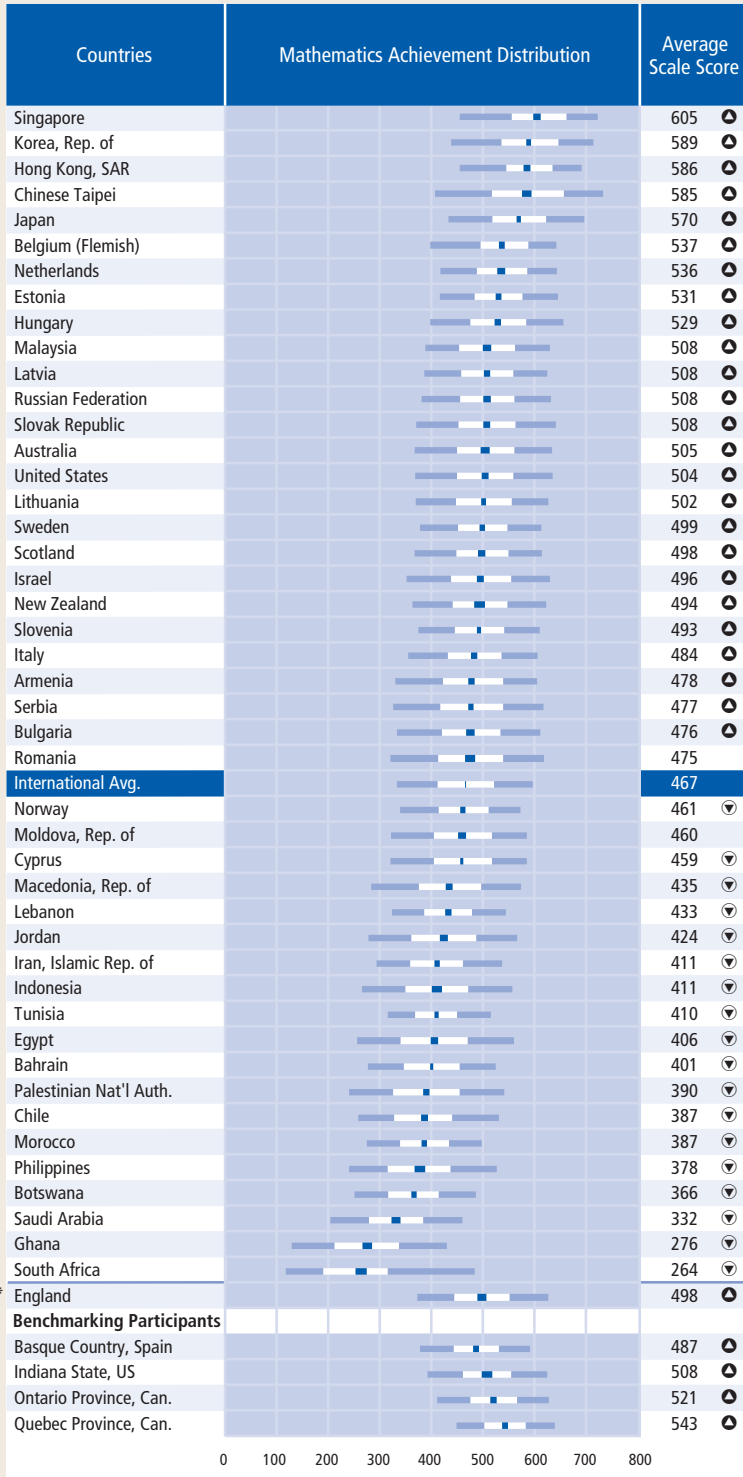 Countries Mathematics Achievement Distribution Average
Scale Score
Singapore 605
Korea, Rep. of 589
Hong Kong, SAR 586
Chinese Taipei 585
Japan 570
Belgium (Flemish) 537
Netherlands 536
Estonia 531
Hungary 529
Malaysia 508
Latvia 508
Russian Federation 508
Slovak Republic 508
Australia 505
United States 504
Lithuania 502
Sweden 499
Scotland 498
Israel 496
New Zealand 494
Slovenia 493
Italy 484
Armenia 478
Serbia 477
Bulgaria 476
Romania 475
International Avg. 467
Norway 461
Moldova, Rep. of 460
Cyprus 459
Macedonia, Rep. of 435
Lebanon 433
Jordan 424
Iran, Islamic Rep. of 411
Indonesia 411
Tunisia 410
Egypt 406
Bahrain 401
Palestinian Nat'l Auth. 390
Chile 387
Morocco 387
Philippines 378
Botswana 366
Saudi Arabia 332
Ghana 276
South Africa 264
England 498
Benchmarking Participants
Basque Country, Spain 487
Indiana State, US 508
Ontario Province, Can. 521
Quebec Province, Can. 543
0 100 200 300 400 500 600 700 800